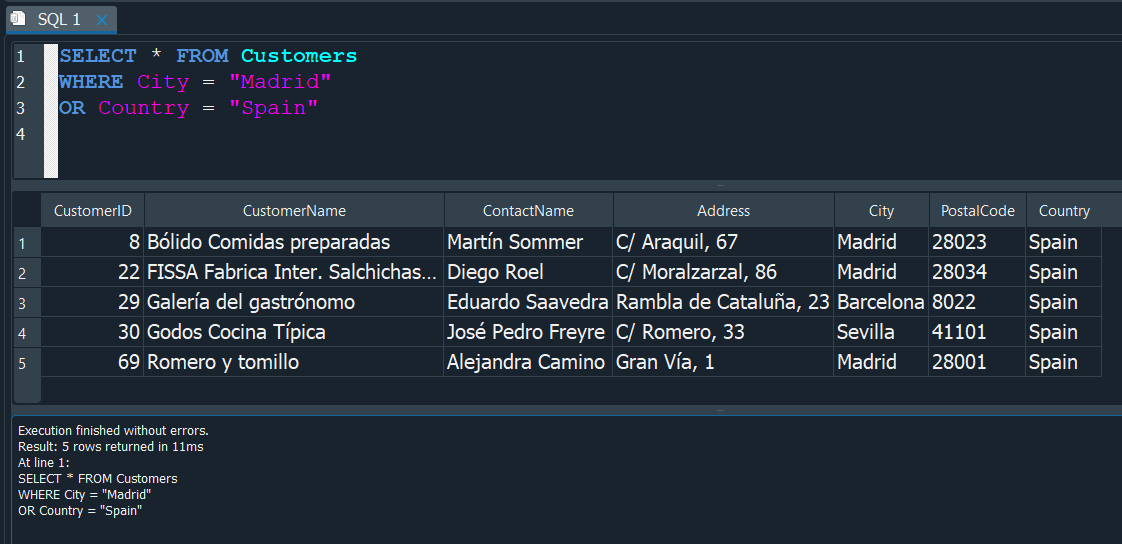 SQL 1
1 SELECT * FROM Customers
2 WHERE City = "Madrid"
3 OR Country = "Spain"
4
CustomerID CustomerName ContactName Address City PostalCode Country
1 8 Bólido Comidas preparadas Martín Sommer C/ Araquil, 67 Madrid 28023 Spain
2 22 FISSA Fabrica Inter. Salchichas... Diego Roel C/ Moralzarzal, 86 Madrid 28034 Spain
3 29 Galería del gastrónomo Eduardo Saavedra Rambla de Cataluña, 23 Barcelona 8022 Spain
4 30 Godos Cocina Típica José Pedro Freyre C/ Romero, 33 Sevilla 41101 Spain
5 69 Romero y tomillo Alejandra Camino Gran Vía, 1 Madrid 28001 Spain
Execution finished without errors.
Result: 5 rows returned in 11ms
At line 1:
SELECT * FROM Customers
WHERE City = "Madrid"
OR Country = "Spain"